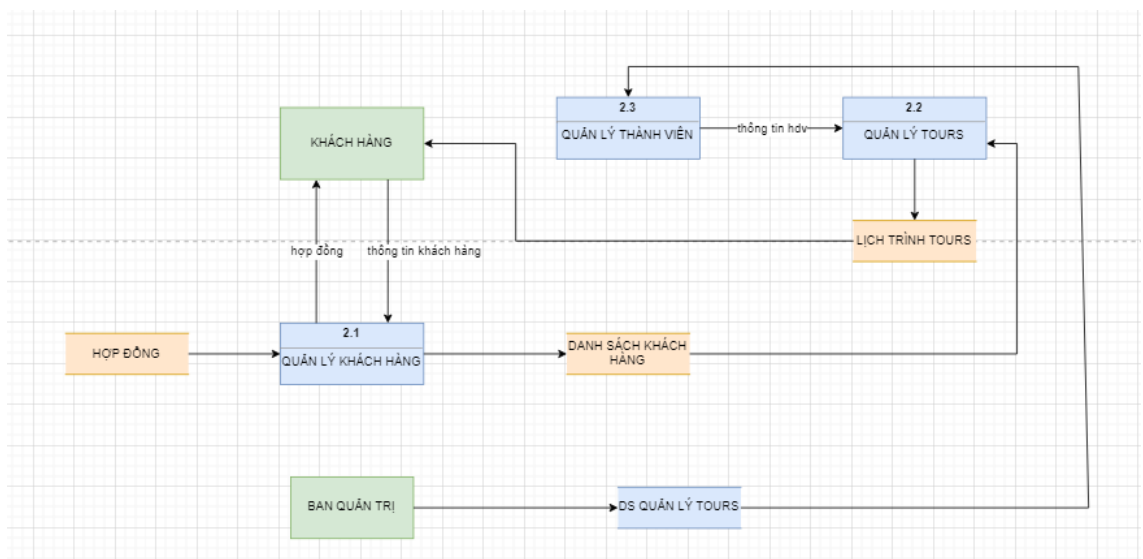 2.3
QUẢN LÝ THÀNH VIÊN
thông tin hdv
2.2
QUẢN LÝ TOURS
KHÁCH HÀNG
LỊCH TRÌNH TOURS
hợp đồng
thông tin khách hàng
HỢP ĐỒNG
2.1
QUẢN LÝ KHÁCH HÀNG
DANH SÁCH KHÁCH
HÀNG
BAN QUẢN TRỊ
DS QUẢN LÝ TOURS